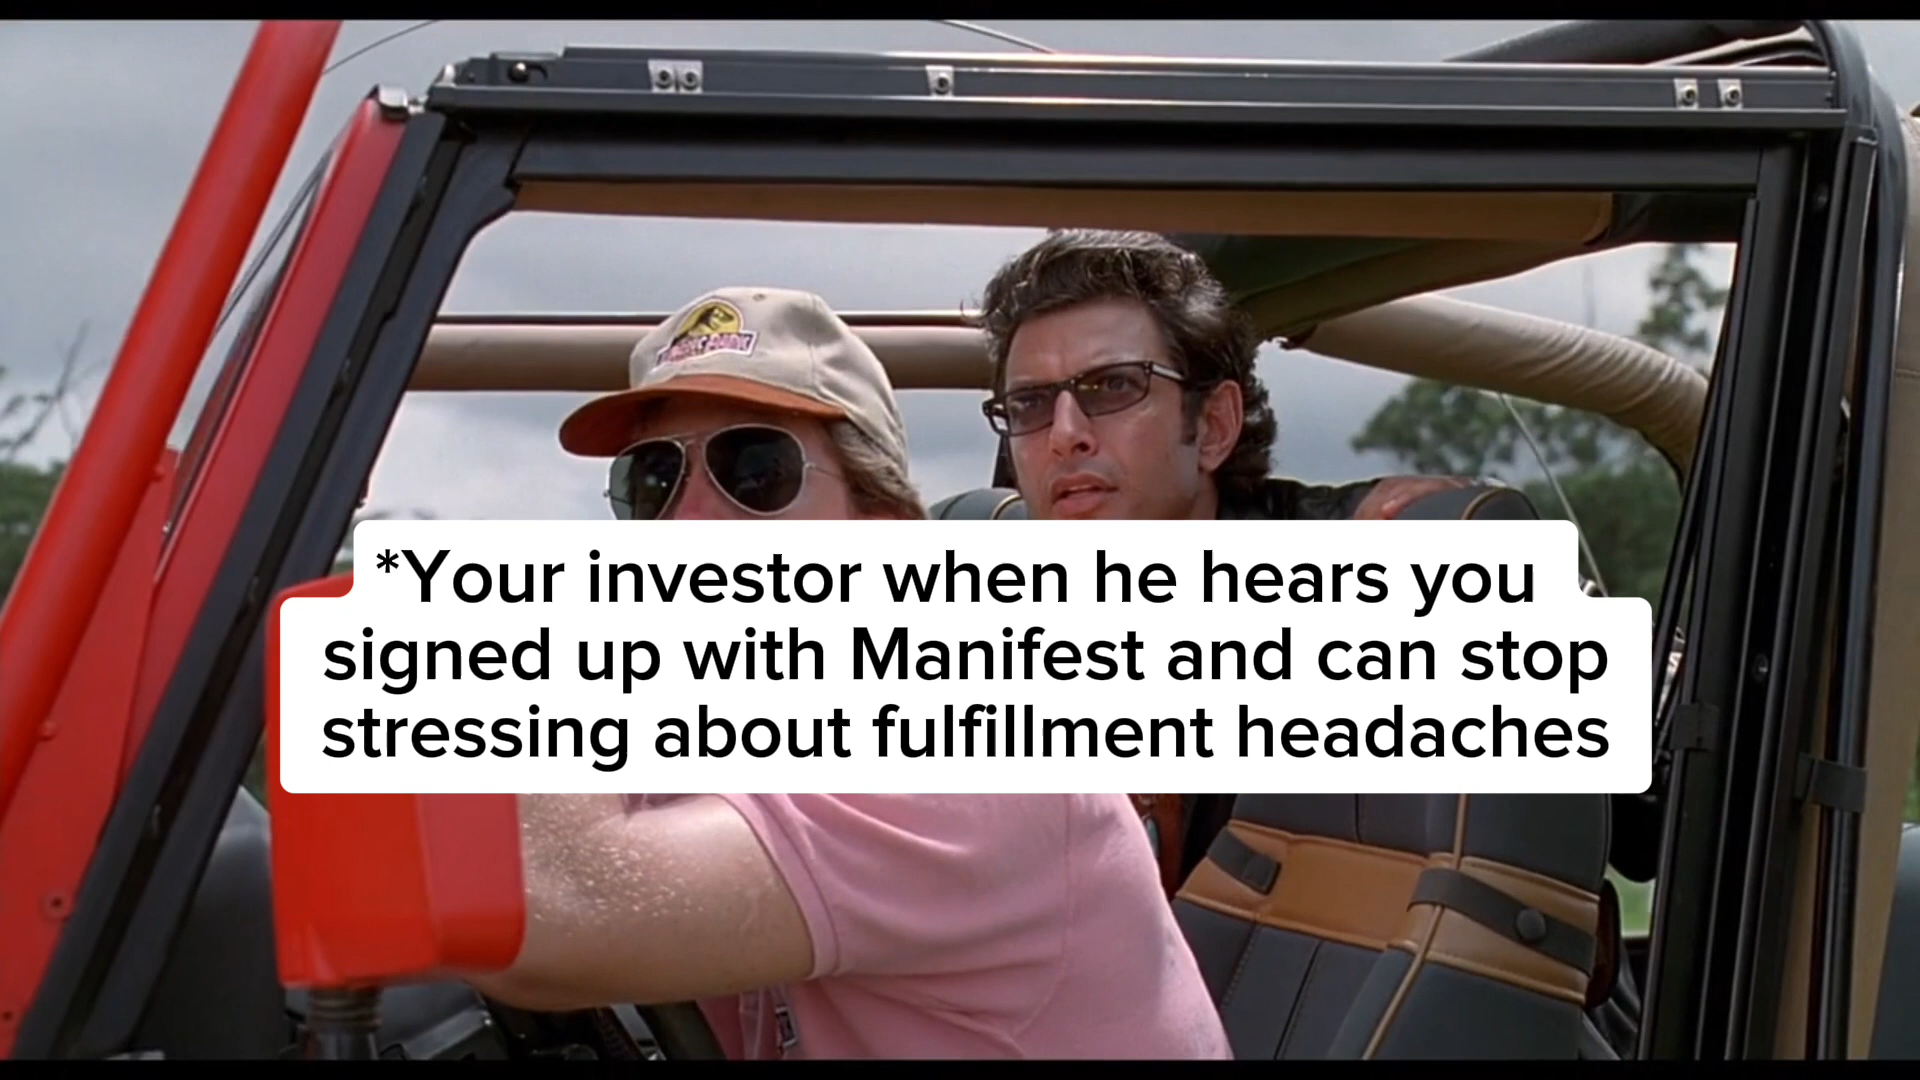 *Your investor when he hears you
signed up with Manifest and can stop
stressing about fulfillment headaches